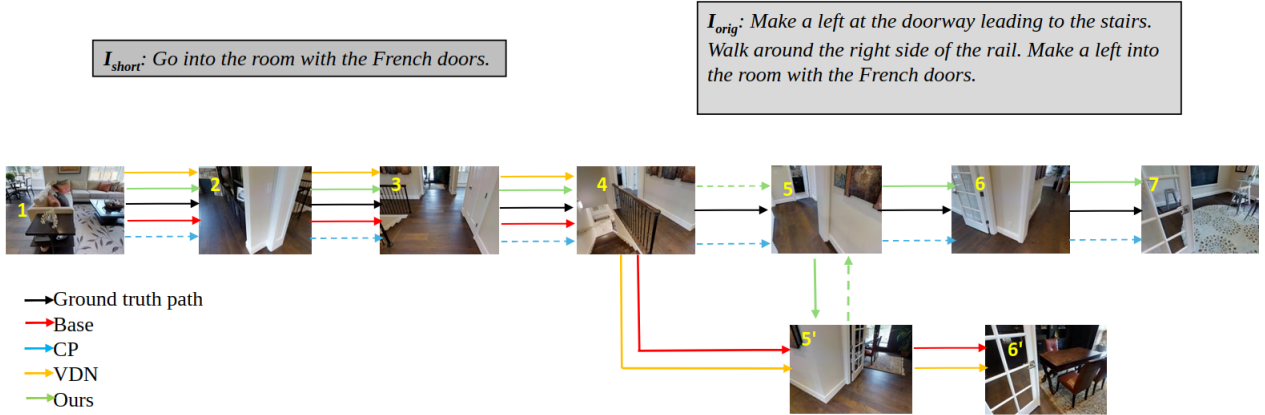 I_short: Go into the room with the French doors.
I_orig: Make a left at the doorway leading to the stairs.
Walk around the right side of the rail. Make a left into
the room with the French doors.
1
2
3
4
5
6
7
5'
6'
Ground truth path
Base
CP
VDN
Ours